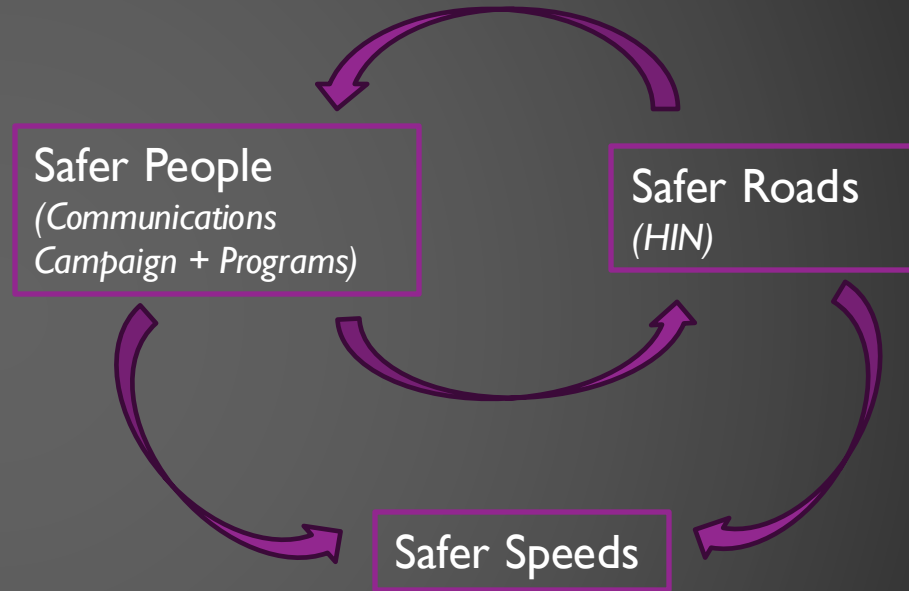 Safer People
(Communications
Campaign + Programs)
Safer Roads
(HIN)
Safer Speeds